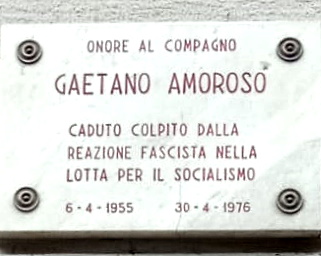 ONORE AL COMPAGNO
GAETANO AMOROSO
CADUTO COLPITO DALLA
REAZIONE FASCISTA NELLA
LOTTA PER IL SOCIALISMO
6-4-1955 30-4-1976